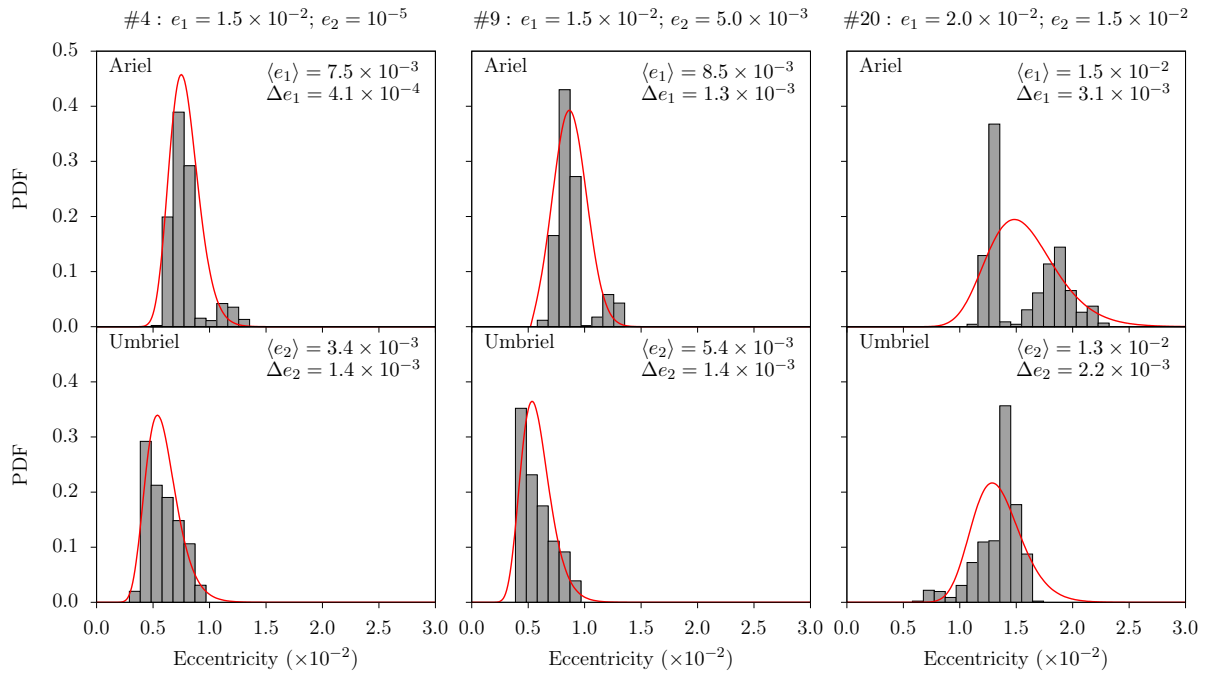 #4 : e₁ = 1.5 × 10⁻²; e₂ = 10⁻⁵
#9 : e₁ = 1.5 × 10⁻²; e₂ = 5.0 × 10⁻³
#20 : e₁ = 2.0 × 10⁻²; e₂ = 1.5 × 10⁻²
PDF
0.5
0.4
0.3
0.2
0.1
0.0
Ariel
⟨e₁⟩ = 7.5 × 10⁻³
Δe₁ = 4.1 × 10⁻⁴
Ariel
⟨e₁⟩ = 8.5 × 10⁻³
Δe₁ = 1.3 × 10⁻³
Ariel
⟨e₁⟩ = 1.5 × 10⁻²
Δe₁ = 3.1 × 10⁻³
PDF
0.4
0.3
0.2
0.1
0.0
Umbriel
⟨e₂⟩ = 3.4 × 10⁻³
Δe₂ = 1.4 × 10⁻³
Umbriel
⟨e₂⟩ = 5.4 × 10⁻³
Δe₂ = 1.4 × 10⁻³
Umbriel
⟨e₂⟩ = 1.3 × 10⁻²
Δe₂ = 2.2 × 10⁻³
0.0 0.5 1.0 1.5 2.0 2.5 3.0
0.0 0.5 1.0 1.5 2.0 2.5 3.0
0.0 0.5 1.0 1.5 2.0 2.5 3.0
Eccentricity (×10⁻²)
Eccentricity (×10⁻²)
Eccentricity (×10⁻²)